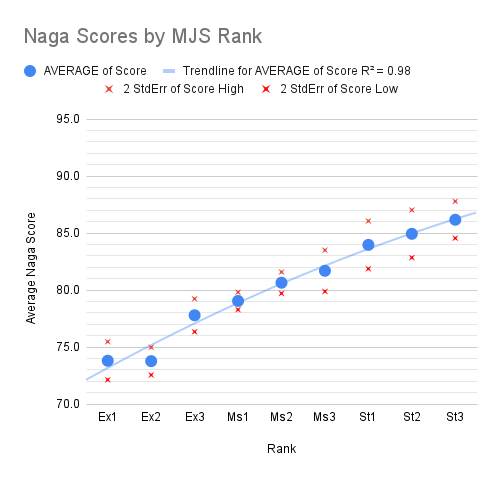 Naga Scores by MJS Rank
AVERAGE of Score Trendline for AVERAGE of Score R² = 0.98
2 StdErr of Score High 2 StdErr of Score Low
95.0
90.0
85.0
80.0
75.0
70.0
Average Naga Score
Ex1 Ex2 Ex3 Ms1 Ms2 Ms3 St1 St2 St3
Rank